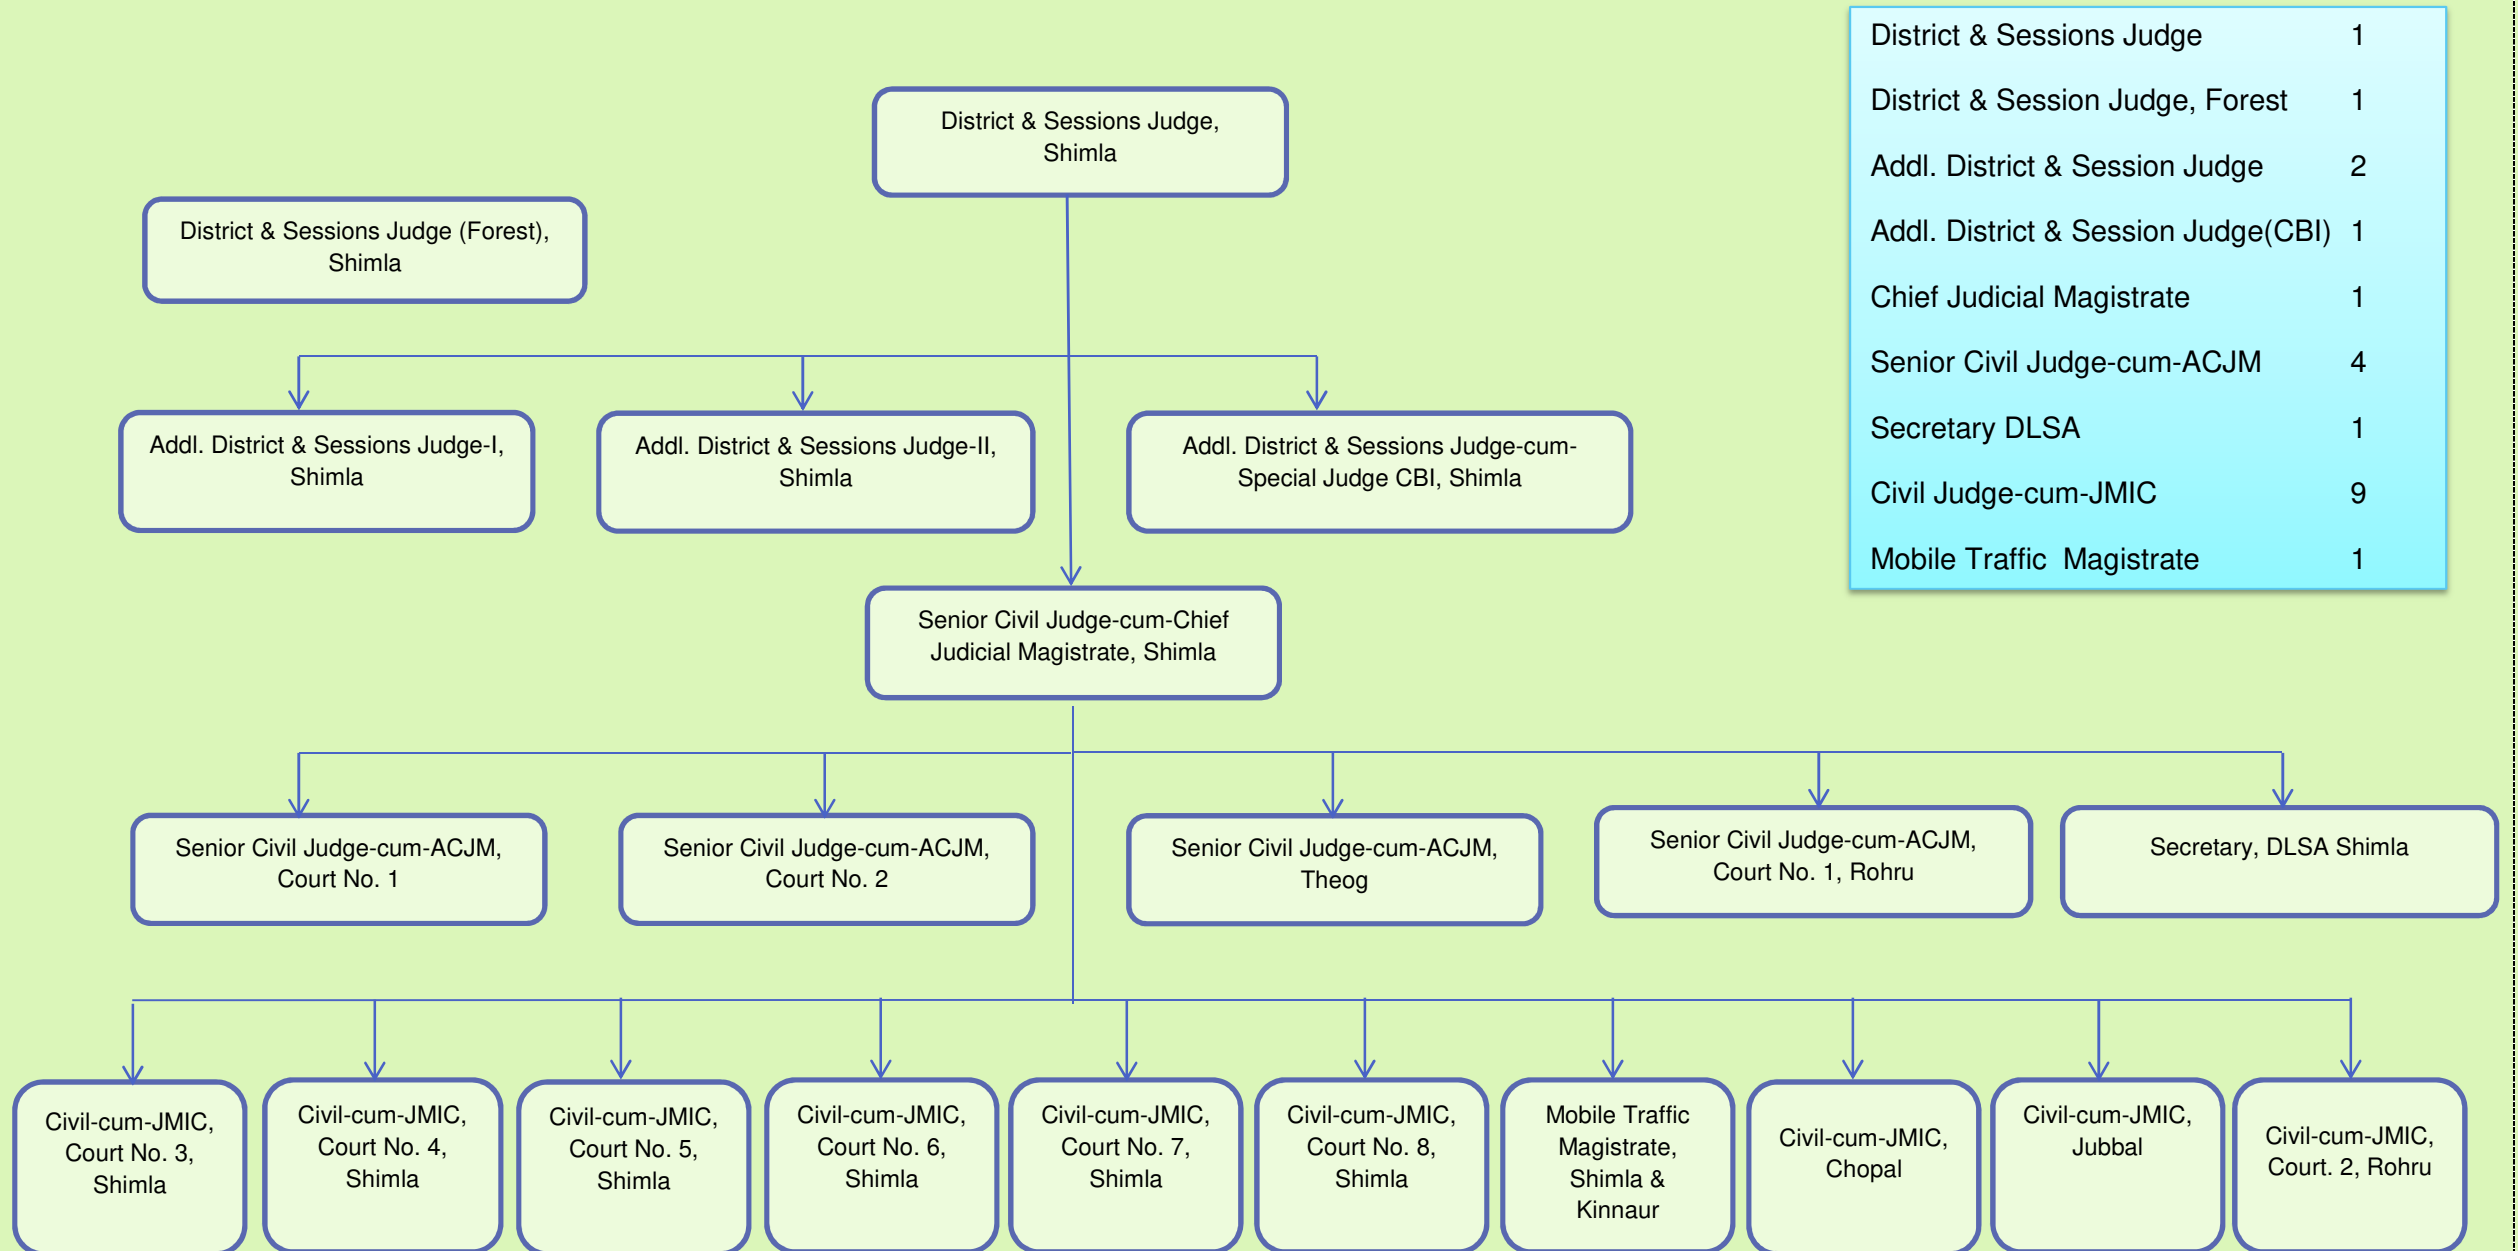 District & Sessions Judge 1
District & Session Judge, Forest 1
Addl. District & Session Judge 2
Addl. District & Session Judge(CBI) 1
Chief Judicial Magistrate 1
Senior Civil Judge-cum-ACJM 4
Secretary DLSA 1
Civil Judge-cum-JMIC 9
Mobile Traffic  Magistrate 1
District & Sessions Judge,
Shimla
District & Sessions Judge (Forest),
Shimla
Addl. District & Sessions Judge-I,
Shimla
Addl. District & Sessions Judge-II,
Shimla
Addl. District & Sessions Judge-cum-
Special Judge CBI, Shimla
Senior Civil Judge-cum-Chief
Judicial Magistrate, Shimla
Senior Civil Judge-cum-ACJM,
Court No. 1
Senior Civil Judge-cum-ACJM,
Court No. 2
Senior Civil Judge-cum-ACJM,
Theog
Senior Civil Judge-cum-ACJM,
Court No. 1, Rohru
Secretary, DLSA Shimla
Civil-cum-JMIC,
Court No. 3,
Shimla
Civil-cum-JMIC,
Court No. 4,
Shimla
Civil-cum-JMIC,
Court No. 5,
Shimla
Civil-cum-JMIC,
Court No. 6,
Shimla
Civil-cum-JMIC,
Court No. 7,
Shimla
Civil-cum-JMIC,
Court No. 8,
Shimla
Mobile Traffic
Magistrate,
Shimla &
Kinnaur
Civil-cum-JMIC,
Chopal
Civil-cum-JMIC,
Jubbal
Civil-cum-JMIC,
Court. 2, Rohru